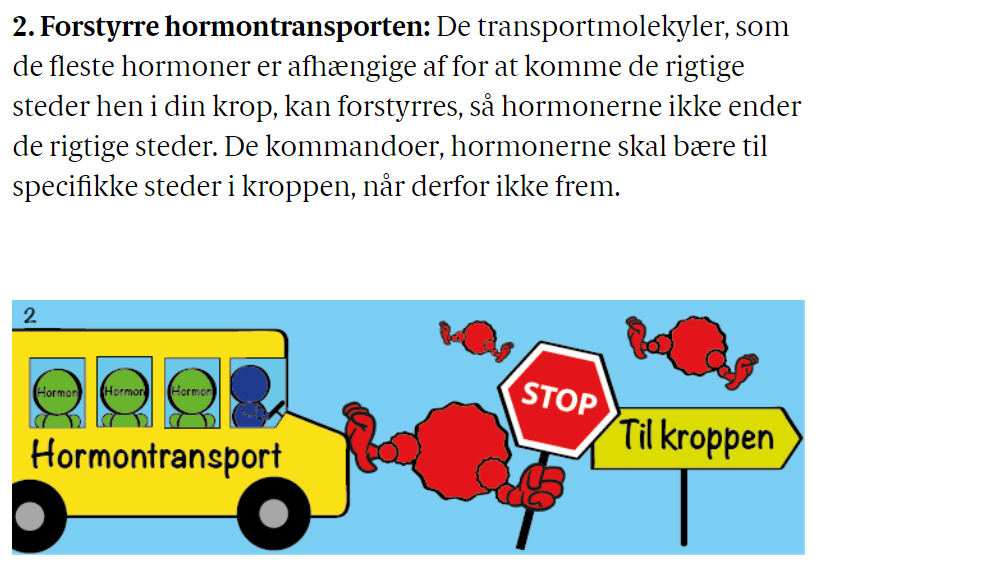 2. Forstyrre hormontransporten: De transportmolekyler, som
de fleste hormoner er afhængige af for at komme de rigtige
steder hen i din krop, kan forstyrres, så hormonerne ikke ender
de rigtige steder. De kommandoer, hormonerne skal bære til
specifikke steder i kroppen, når derfor ikke frem.
2
Hormon Hormon Hormon
Hormontransport
STOP
Til kroppen